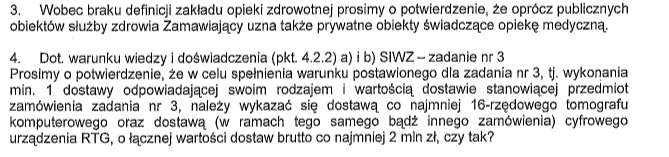 3. Wobec braku definicji zakładu opieki zdrowotnej prosimy o potwierdzenie, że oprócz publicznych
obiektów służby zdrowia Zamawiający uzna także prywatne obiekty świadczące opiekę medyczną.
4. Dot. warunku wiedzy i doświadczenia (pkt. 4.2.2) a) i b) SIWZ – zadanie nr 3
Prosimy o potwierdzenie, że w celu spełnienia warunku postawionego dla zadania nr 3, tj. wykonania
min. 1 dostawy odpowiadającej swoim rodzajem i wartością dostawie stanowiącej przedmiot
zamówienia zadania nr 3, należy wykazać się dostawą co najmniej 16-rzędowego tomografu
komputerowego oraz dostawą (w ramach tego samego bądź innego zamówienia) cyfrowego
urządzenia RTG, o łącznej wartości dostaw brutto co najmniej 2 mln zł, czy tak?